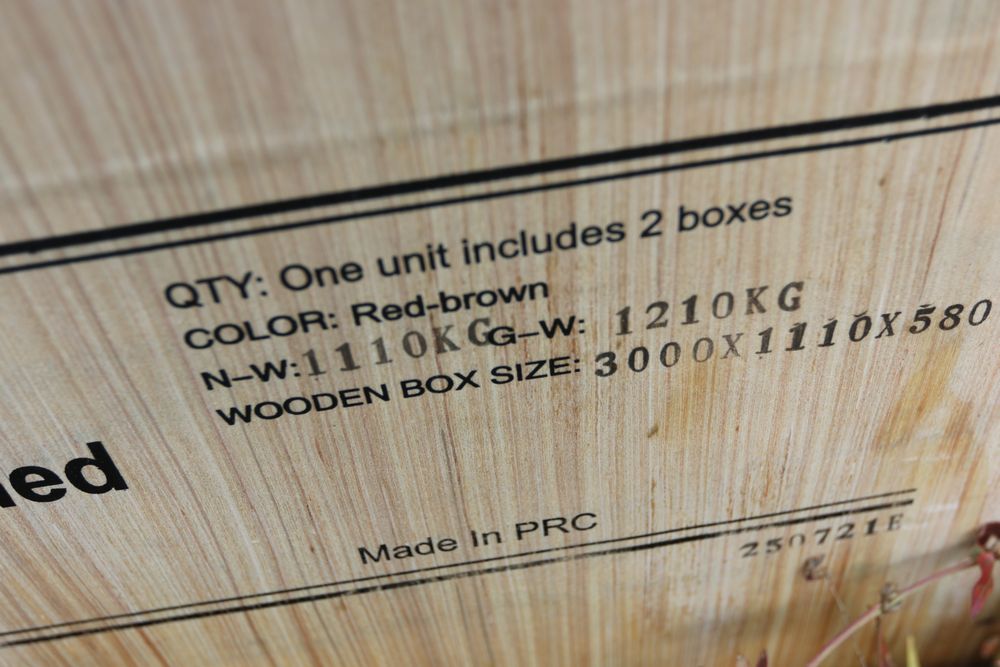 QTY: One unit includes 2 boxes
COLOR: Red-brown
N-W:1110KG G-W: 1210KG
WOODEN BOX SIZE: 3000X1110X580
Made In PRC
250721E